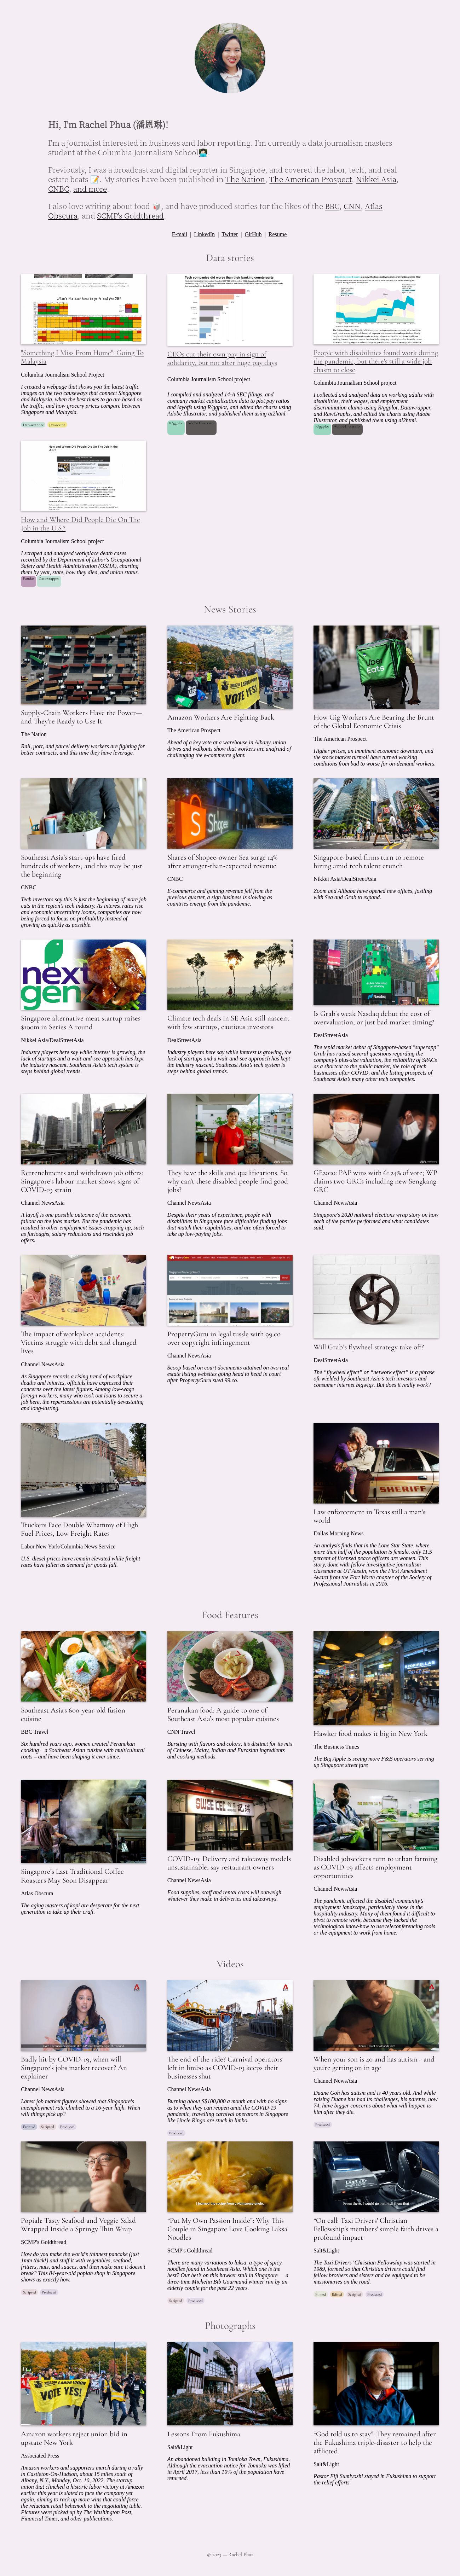 Hi, I'm Rachel Phua (潘恩琳)!
I'm a journalist interested in business and labor reporting. I'm currently a data journalism masters
student at the Columbia Journalism School👩🏻‍💻.
Previously, I was a broadcast and digital reporter in Singapore, and covered the labor, tech, and real
estate beats 📝. My stories have been published in The Nation, The American Prospect, Nikkei Asia,
CNBC, and more.
I also love writing about food 🥡, and have produced stories for the likes of the BBC, CNN, Atlas
Obscura, and SCMP's Goldthread.
E-mail | LinkedIn | Twitter | GitHub | Resume
Data stories
"Something I Miss From Home": Going To
Malaysia
Columbia Journalism School Project
I created a webpage that pulls up the latest traffic
images on the two causeways that connect Singapore
and Malaysia, when are the best times to go based on
the traffic, and how grocery prices compare between
Singapore and Malaysia.
Datawrapper Javascript
CEOs cut their own pay in sign of
solidarity, but not after huge pay days
Columbia Journalism School project
I compiled and analyzed 14-A SEC filings, and
company market capitalization data to plot pay ratios
and layoffs using R/ggplot, and edited the charts using
Adobe Illustrator, and published them using ai2html.
People with disabilities found work during
the pandemic, but there's still a wide job
chasm to close
Columbia Journalism School project
I collected and analyzed data on working adults with
disabilities, their wages, and employment
discrimination claims using R/ggplot, Datawrapper,
and RawGraphs, and edited the charts using Adobe
Illustrator, and published them using ai2html.
How and Where Did People Die On The
Job in the U.S.?
Columbia Journalism School project
I scraped and analyzed workplace death cases
recorded by the Department of Labor's Occupational
Safety and Health Administration (OSHA), charting
them by year, state, how they died, and union status.
Pandas Datawrapper
News Stories
Supply-Chain Workers Have the Power—
and They're Ready to Use It
The Nation
Rail, port, and parcel delivery workers are fighting for
better contracts, and this time they have leverage.
Amazon Workers Are Fighting Back
The American Prospect
Ahead of a key vote at a warehouse in Albany, union
drives and walkouts show that workers are unafraid of
challenging the e-commerce giant.
How Gig Workers Are Bearing the Brunt
of the Global Economic Crisis
The American Prospect
Higher prices, an imminent economic downturn, and
the stock market turmoil have turned working
conditions from bad to worse for on-demand workers.
Southeast Asia's start-ups have fired
hundreds of workers, and this may be just
the beginning
CNBC
Tech investors say this is just the beginning of more job
cuts in the region's tech industry. As interest rates rise
and economic uncertainty looms, companies are now
being forced to focus on profitability instead of
growing as quickly as possible.
Shares of Shopee-owner Sea surge 14%
after stronger-than-expected revenue
CNBC
E-commerce and gaming revenue fell from the
previous quarter, a sign business is slowing as
countries emerge from the pandemic.
Singapore-based firms turn to remote
hiring amid tech talent crunch
Nikkei Asia/DealStreetAsia
Zoom and Alibaba have opened new offices, jostling
with Sea and Grab to expand.
Singapore alternative meat startup raises
$100m in Series A round
Nikkei Asia/DealStreetAsia
Industry players here say while interest is growing, the
lack of startups and a wait-and-see approach has kept
the industry nascent. Southeast Asia's tech system is
steps behind global trends.
Climate tech deals in SE Asia still nascent
with few startups, cautious investors
DealStreetAsia
Industry players here say while interest is growing, the
lack of startups and a wait-and-see approach has kept
the industry nascent. Southeast Asia's tech system is
steps behind global trends.
Is Grab's weak Nasdaq debut the cost of
overvaluation, or just bad market timing?
DealStreetAsia
The tepid market debut of Singapore-based "superapp"
Grab has raised several questions regarding the
company's plus-size valuation, the reliability of SPACs
as a shortcut to the public market, the role of tech
businesses after COVID, and the listing prospects of
Southeast Asia's many other tech companies.
Retrenchments and withdrawn job offers:
Singapore's labour market shows signs of
COVID-19 strain
Channel NewsAsia
A layoff is one possible outcome of the economic
fallout on the jobs market. But the pandemic has
resulted in other employment issues cropping up, such
as furloughs, salary reductions and rescinded job
offers.
They have the skills and qualifications. So
why can't these disabled people find good
jobs?
Channel NewsAsia
Despite their years of experience, people with
disabilities in Singapore face difficulties finding jobs
that match their capabilities, and are often forced to
take up low-paying jobs.
GE2020: PAP wins with 61.24% of vote; WP
claims two GRCs including new Sengkang
GRC
Channel NewsAsia
Singapore's 2020 national elections wrap story on how
each of the parties performed and what candidates
said.
The impact of workplace accidents:
Victims struggle with debt and changed
lives
Channel NewsAsia
As Singapore records a rising trend of workplace
deaths and injuries, officials have expressed their
concerns over the latest figures. Among low-wage
foreign workers, many who took out loans to secure a
job here, the repercussions are potentially devastating
and long-lasting.
PropertyGuru in legal tussle with 99.co
over copyright infringement
Channel NewsAsia
Scoop based on court documents attained on two real
estate listing websites going head to head in court
after PropertyGuru sued 99.co.
Will Grab's flywheel strategy take off?
DealStreetAsia
The "flywheel effect" or "network effect" is a phrase
oft-wielded by Southeast Asia's tech investors and
consumer internet bigwigs. But does it really work?
Truckers Face Double Whammy of High
Fuel Prices, Low Freight Rates
Labor New York/Columbia News Service
U.S. diesel prices have remain elevated while freight
rates have fallen as demand for goods fall.
Law enforcement in Texas still a man's
world
Dallas Morning News
An analysis finds that in the Lone Star State, where
more than half of the population is female, only 11.5
percent of licensed peace officers are women. This
story, done with fellow investigative journalism
classmate at UT Austin, won the First Amendment
Award from the Fort Worth chapter of the Society of
Professional Journalists in 2016.
Food Features
Southeast Asia's 600-year-old fusion
cuisine
BBC Travel
Six hundred years ago, women created Peranakan
cooking – a Southeast Asian cuisine with multicultural
roots – and have been shaping it ever since.
Peranakan food: A guide to one of
Southeast Asia's most popular cuisines
CNN Travel
Bursting with flavors and colors, it's distinct for its mix
of Chinese, Malay, Indian and Eurasian ingredients
and cooking methods.
Hawker food makes it big in New York
The Business Times
The Big Apple is seeing more F&B operators serving
up Singapore street fare
Singapore's Last Traditional Coffee
Roasters May Soon Disappear
Atlas Obscura
The aging masters of kopi are desperate for the next
generation to take up their craft.
COVID-19: Delivery and takeaway models
unsustainable, say restaurant owners
Channel NewsAsia
Food supplies, staff and rental costs will outweigh
whatever they make in deliveries and takeaways.
Disabled jobseekers turn to urban farming
as COVID-19 affects employment
opportunities
Channel NewsAsia
The pandemic affected the disabled community's
employment landscape, particularly those in the
hospitality industry. Many of them found it difficult to
pivot to remote work, because they lacked the
technological know-how to use teleconferencing tools
or the equipment to work from home.
Videos
Badly hit by COVID-19, when will
Singapore's jobs market recover? An
explainer
Channel NewsAsia
Latest job market figures showed that Singapore's
unemployment rate climbed to a 16-year high. When
will things pick up?
Fronted Scripted Produced
The end of the ride? Carnival operators
left in limbo as COVID-19 keeps their
businesses shut
Channel NewsAsia
Burning about S$100,000 a month and with no signs
as to when they can reopen amid the COVID-19
pandemic, travelling carnival operators in Singapore
like Uncle Ringo are stuck in limbo.
Produced
When your son is 40 and has autism - and
you're getting on in age
Channel NewsAsia
Duane Goh has autism and is 40 years old. And while
raising Duane has had its challenges, his parents, now
74, have bigger concerns about what will happen to
him after they die.
Produced
Popiah: Tasty Seafood and Veggie Salad
Wrapped Inside a Springy Thin Wrap
SCMP's Goldthread
How do you make the world's thinnest pancake (just
1mm thick!) and stuff it with vegetables, seafood,
fritters, nuts, and sauces, and then make sure it doesn't
break? This 84-year-old popiah shop in Singapore
shows us exactly how.
Scripted Produced
"Put My Own Passion Inside": Why This
Couple in Singapore Love Cooking Laksa
Noodles
SCMP's Goldthread
There are many variations to laksa, a type of spicy
noodles found in Southeast Asia. Which one is the
best? Our bet's on this hawker stall in Singapore — a
three-time Michelin Bib Gourmand winner run by an
elderly couple for the past 22 years.
Scripted Produced
"On call: Taxi Drivers' Christian
Fellowship's members' simple faith drives a
profound impact
Salt&Light
The Taxi Drivers' Christian Fellowship was started in
1989, formed so that Christian drivers could find
fellow brothers and sisters and be equipped to be
missionaries on the road.
Filmed Edited Scripted Produced
Photographs
Amazon workers reject union bid in
upstate New York
Associated Press
Amazon workers and supporters march during a rally
in Castleton-On-Hudson, about 15 miles south of
Albany, N.Y., Monday, Oct. 10, 2022. The startup
union that clinched a historic labor victory at Amazon
earlier this year is slated to face the company yet
again, aiming to rack up more wins that could force
the reluctant retail behemoth to the negotiating table.
Pictures were picked up by The Washington Post,
Financial Times, and other publications.
Lessons From Fukushima
Salt&Light
An abandoned building in Tomioka Town, Fukushima.
Although the evacuation notice for Tomioka was lifted
in April 2017, less than 10% of the population have
returned.
"God told us to stay": They remained after
the Fukushima triple-disaster to help the
afflicted
Salt&Light
Pastor Eiji Sumiyoshi stayed in Fukushima to support
the relief efforts.
© 2023 — Rachel Phua